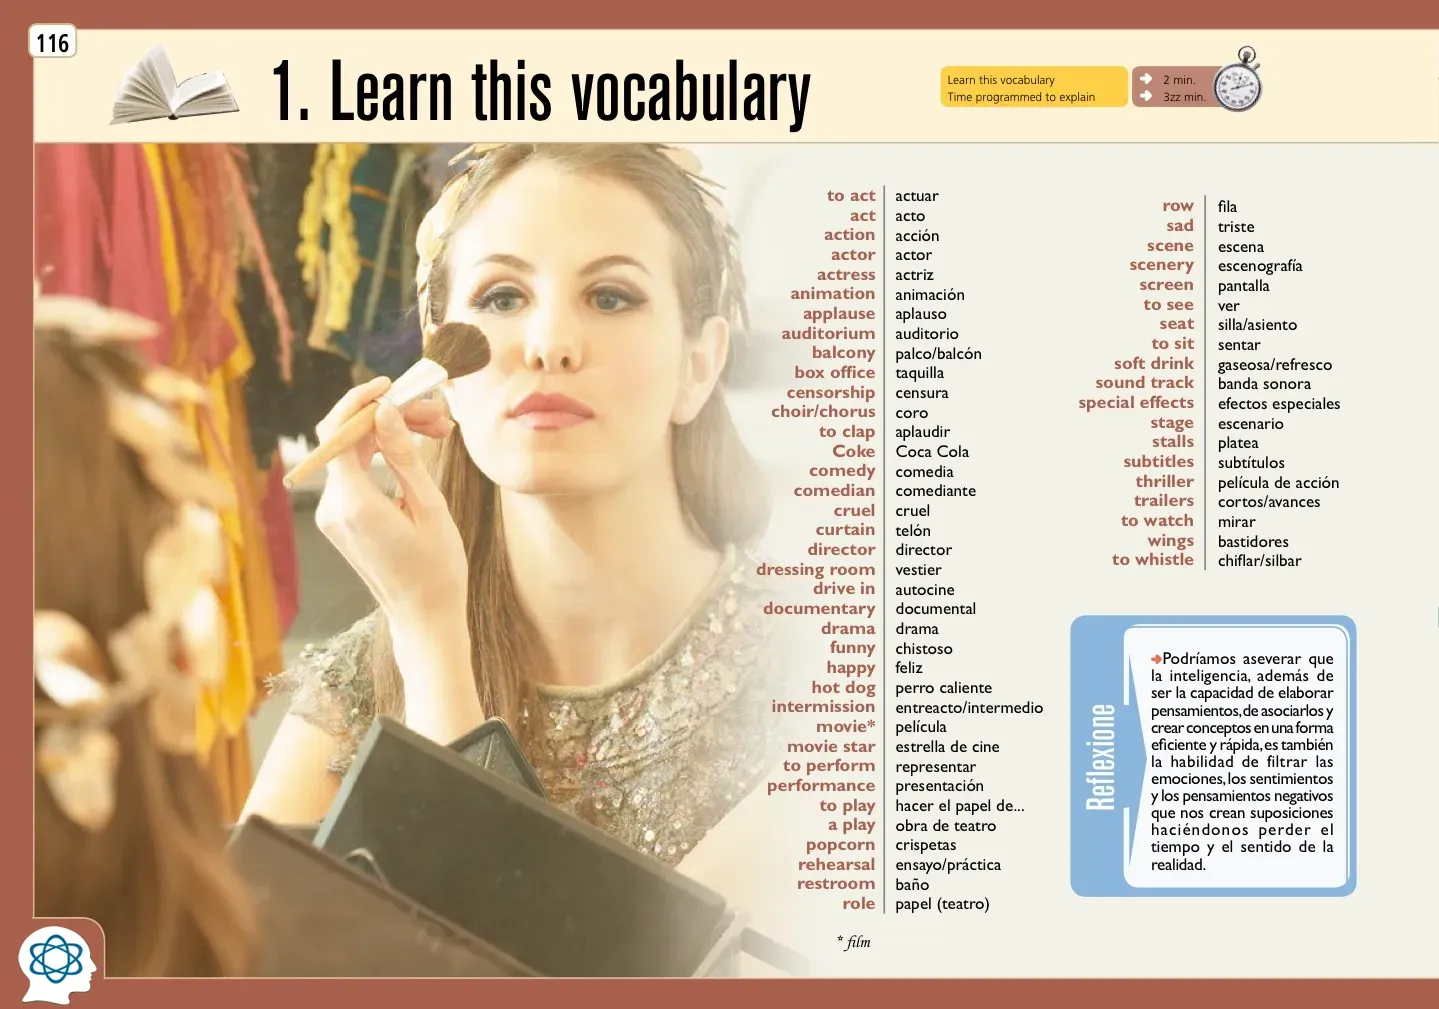 116
1. Learn this vocabulary
Learn this vocabulary
Time programmed to explain
2 min.
3zz min.
to act actuar
act acto
action acción
actor actor
actress actriz
animation animación
applause aplauso
auditorium auditorio
balcony palco/balcón
box office taquilla
censorship censura
choir/chorus coro
to clap aplaudir
Coke Coca Cola
comedy comedia
comedian comediante
cruel cruel
curtain telón
director director
dressing room vestier
drive in autocine
documentary documental
drama drama
funny chistoso
happy feliz
hot dog perro caliente
intermission entreacto/intermedio
movie* película
movie star estrella de cine
to perform representar
performance presentación
to play hacer el papel de...
a play obra de teatro
popcorn crispetas
rehearsal ensayo/práctica
restroom baño
role papel (teatro)
* film
row fila
sad triste
scene escena
scenery escenografía
screen pantalla
to see ver
seat silla/asiento
to sit sentar
soft drink gaseosa/refresco
sound track banda sonora
special effects efectos especiales
stage escenario
stalls platea
subtitles subtítulos
thriller película de acción
trailers cortos/avances
to watch mirar
wings bastidores
to whistle chiflar/silbar
Reflexione
Podríamos aseverar que
la inteligencia, además de
ser la capacidad de elaborar
pensamientos, de asociarlos y
crear conceptos en una forma
eficiente y rápida, es también
la habilidad de filtrar las
emociones, los sentimientos
y los pensamientos negativos
que nos crean suposiciones
haciéndonos perder el
tiempo y el sentido de la
realidad.